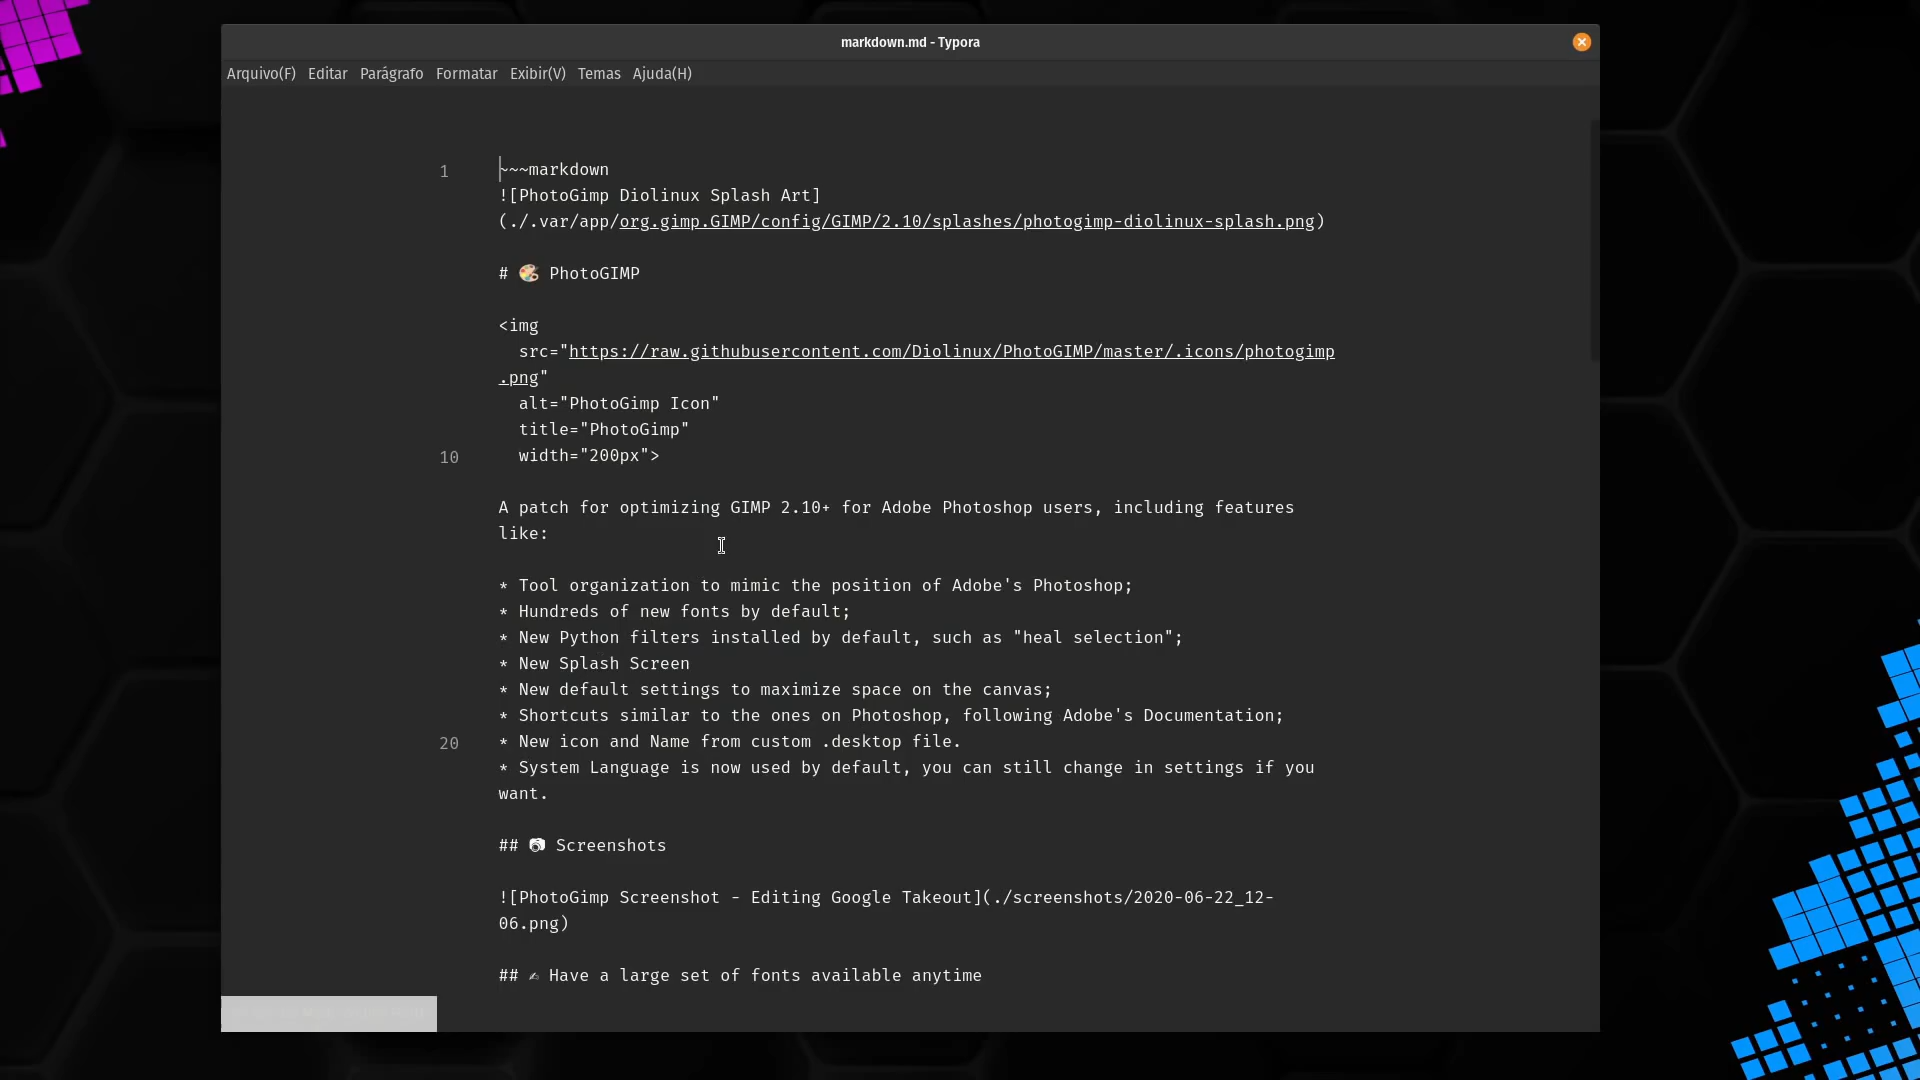 markdown.md - Typora
Arquivo(F) Editar Parágrafo Formatar Exibir(V) Temas Ajuda(H)
1 ~~~markdown
![PhotoGimp Diolinux Splash Art]
(./.var/app/org.gimp.GIMP/config/GIMP/2.10/splashes/photogimp-diolinux-splash.png)
# 🎨 PhotoGIMP
<img
src="https://raw.githubusercontent.com/Diolinux/PhotoGIMP/master/.icons/photogimp
.png"
alt="PhotoGimp Icon"
title="PhotoGimp"
10 width="200px">
A patch for optimizing GIMP 2.10+ for Adobe Photoshop users, including features
like:
* Tool organization to mimic the position of Adobe's Photoshop;
* Hundreds of new fonts by default;
* New Python filters installed by default, such as "heal selection";
* New Splash Screen
* New default settings to maximize space on the canvas;
* Shortcuts similar to the ones on Photoshop, following Adobe's Documentation;
20 * New icon and Name from custom .desktop file.
* System Language is now used by default, you can still change in settings if you
want.
## 📷 Screenshots
![PhotoGimp Screenshot - Editing Google Takeout](./screenshots/2020-06-22_12-
06.png)
## ✍ Have a large set of fonts available anytime